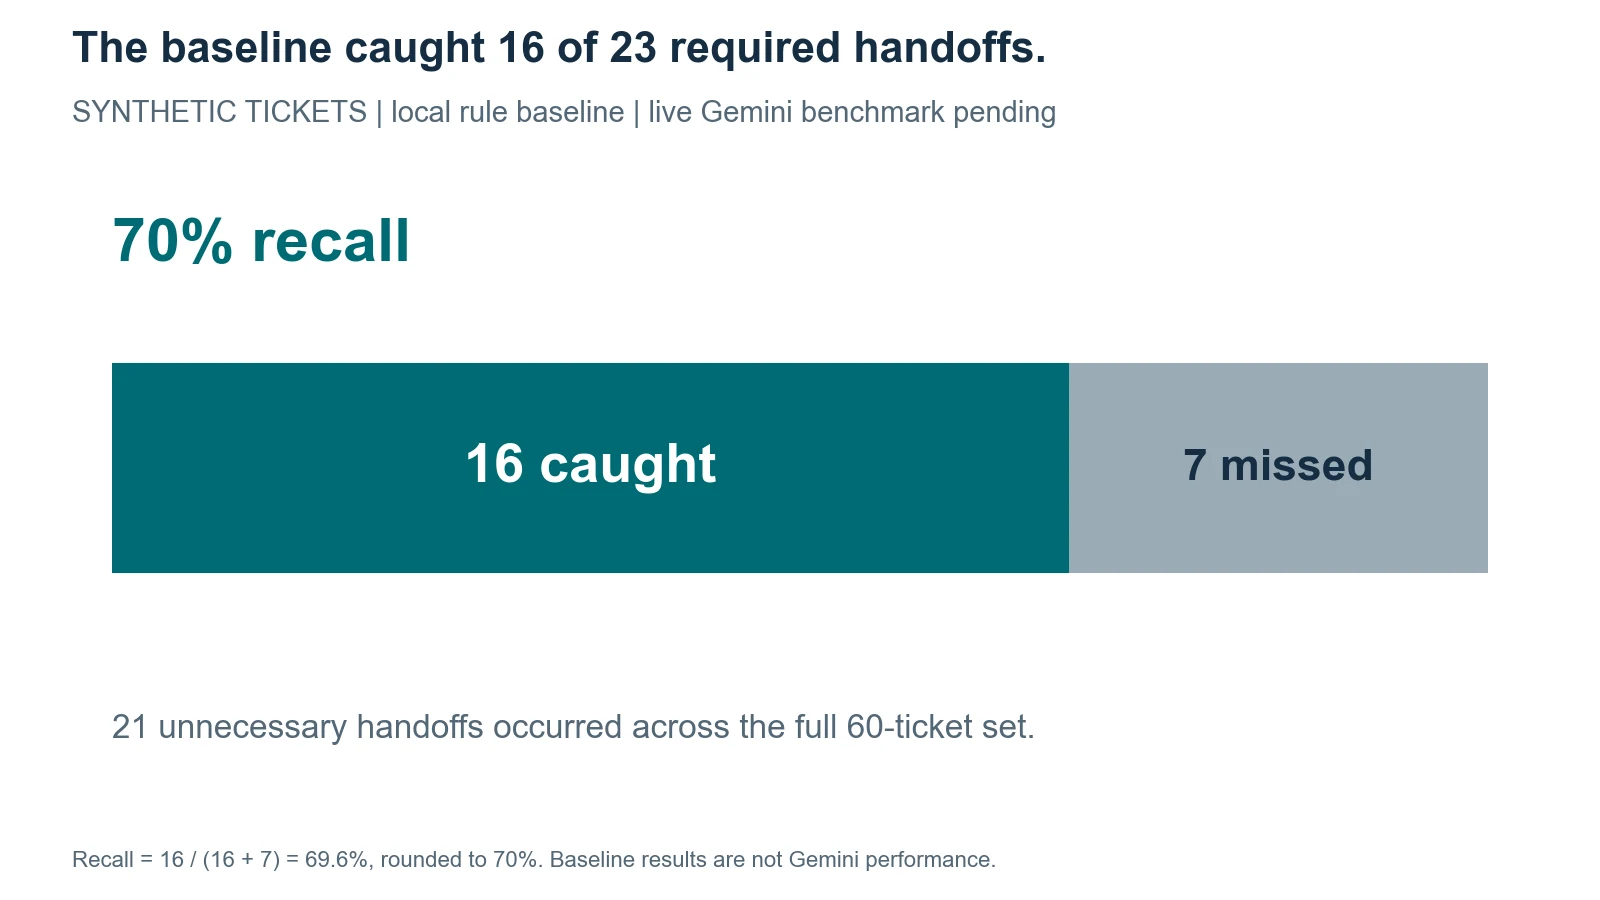 The baseline caught 16 of 23 required handoffs.
SYNTHETIC TICKETS | local rule baseline | live Gemini benchmark pending
70% recall
16 caught
7 missed
21 unnecessary handoffs occurred across the full 60-ticket set.
Recall = 16 / (16 + 7) = 69.6%, rounded to 70%. Baseline results are not Gemini performance.